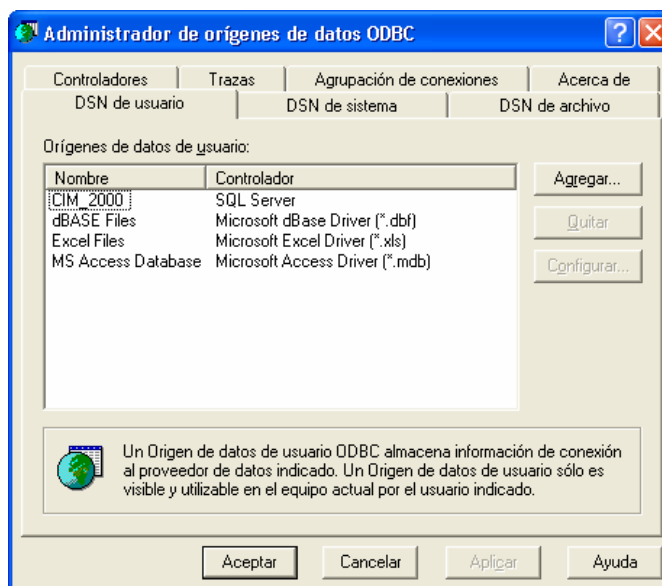 Administrador de orígenes de datos ODBC
Controladores Trazas Agrupación de conexiones Acerca de
DSN de usuario DSN de sistema DSN de archivo
Orígenes de datos de usuario:
Nombre Controlador
CIM_2000 SQL Server
dBASE Files Microsoft dBase Driver (*.dbf)
Excel Files Microsoft Excel Driver (*.xls)
MS Access Database Microsoft Access Driver (*.mdb)
Agregar...
Quitar
Configurar...
Un Origen de datos de usuario ODBC almacena información de conexión
al proveedor de datos indicado. Un Origen de datos de usuario sólo es
visible y utilizable en el equipo actual por el usuario indicado.
Aceptar Cancelar Aplicar Ayuda